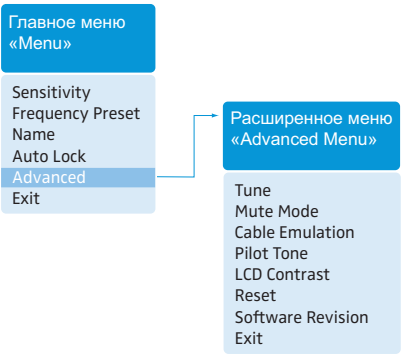 Главное меню
«Menu»
Sensitivity
Frequency Preset
Name
Auto Lock
Advanced
Exit
Расширенное меню
«Advanced Menu»
Tune
Mute Mode
Cable Emulation
Pilot Tone
LCD Contrast
Reset
Software Revision
Exit